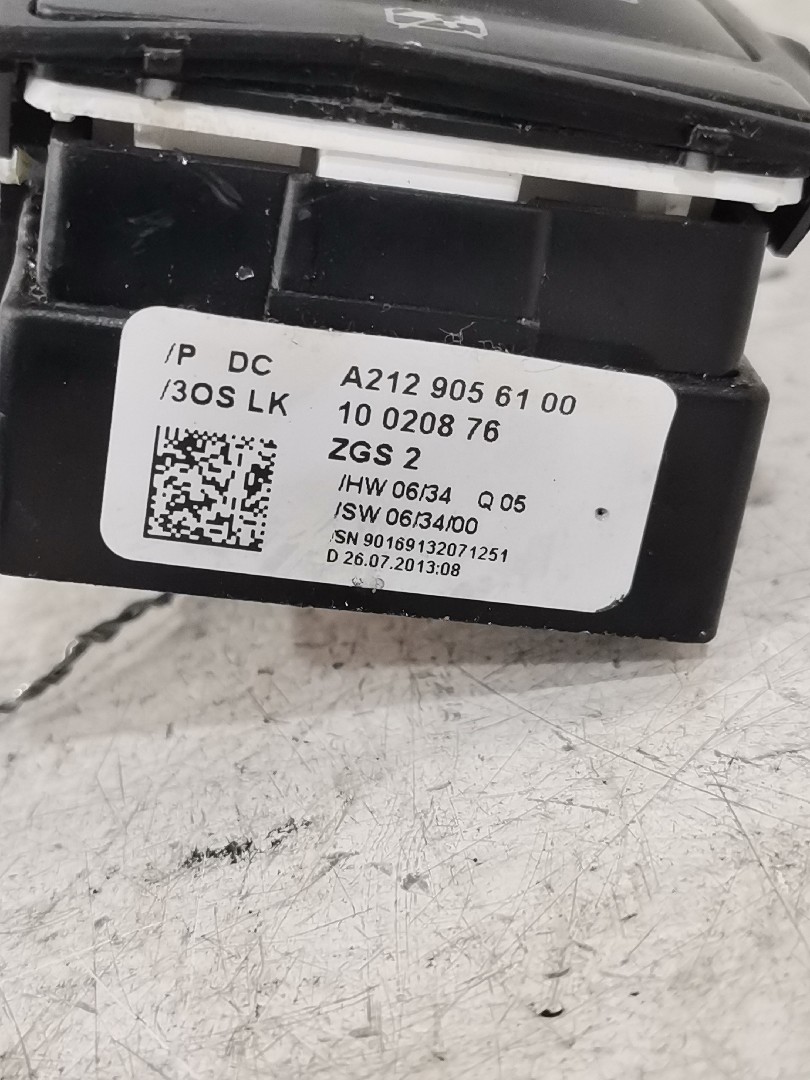 /P DC
/3OS LK
A212 905 61 00
10 0208 76
ZGS 2
/HW 06/34 Q 05
/SW 06/34/00
/SN 90169132071251
D 26.07.2013:08